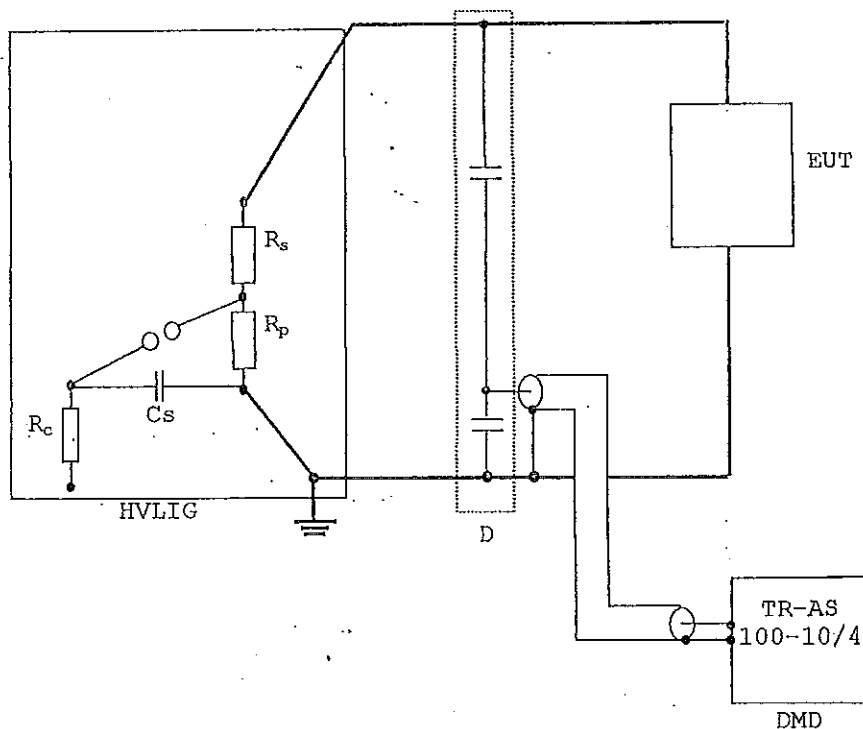 EUT
Rs
Rp
Cs
Rc
HVLIG
D
TR-AS
100-10/4
DMD